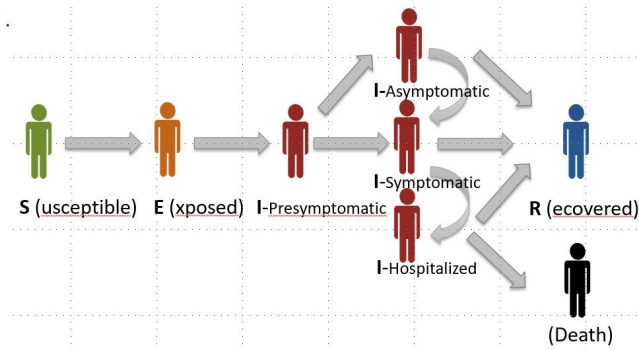 I-Asymptomatic
I-Symptomatic
S (usceptible)
E (xposed)
I-Presymptomatic
R (ecovered)
I-Hospitalized
(Death)